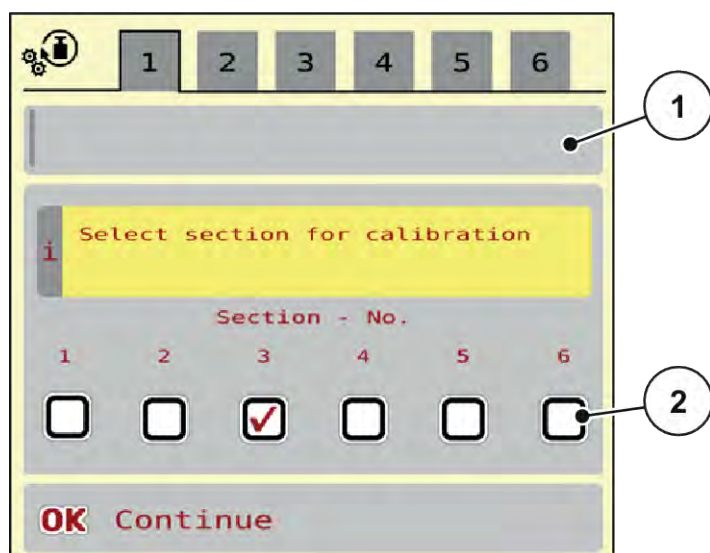 1 2 3 4 5 6
1
i Select section for calibration
Section - No.
1 2 3 4 5 6
2
OK Continue